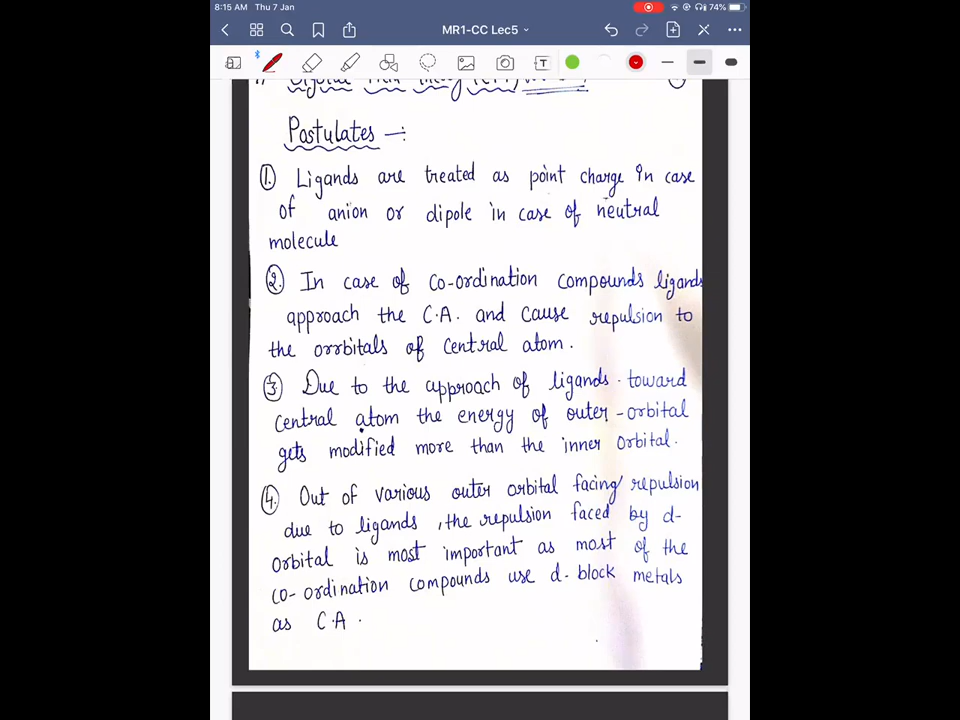 8:15 AM Thu 7 Jan
74%
MR1-CC Lec5
T
Postulates :
1. Ligands are treated as point charge in case
of anion or dipole in case of neutral
molecule
2. In case of co-ordination compounds ligands
approach the C.A. and cause repulsion to
the orrbitals of central atom.
3. Due to the approach of ligands toward
central atom the energy of outer-orbital
gets modified more than the inner orbital.
4. Out of various outer orbital facing repulsion
due to ligands, the repulsion faced by d-
orbital is most important as most of the
co-ordination compounds use d-block metals
as C.A.